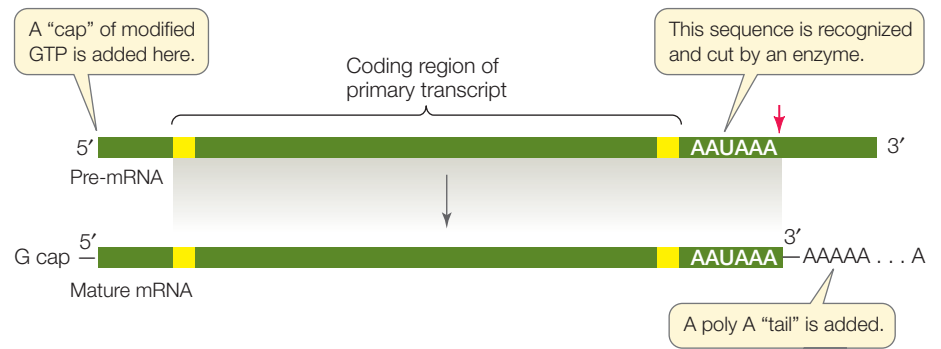 A “cap” of modified
GTP is added here.
This sequence is recognized
and cut by an enzyme.
Coding region of
primary transcript
5′
AAUAAA
3′
Pre-mRNA
G cap
5′
AAUAAA
3′
AAAAA . . . A
Mature mRNA
A poly A “tail” is added.